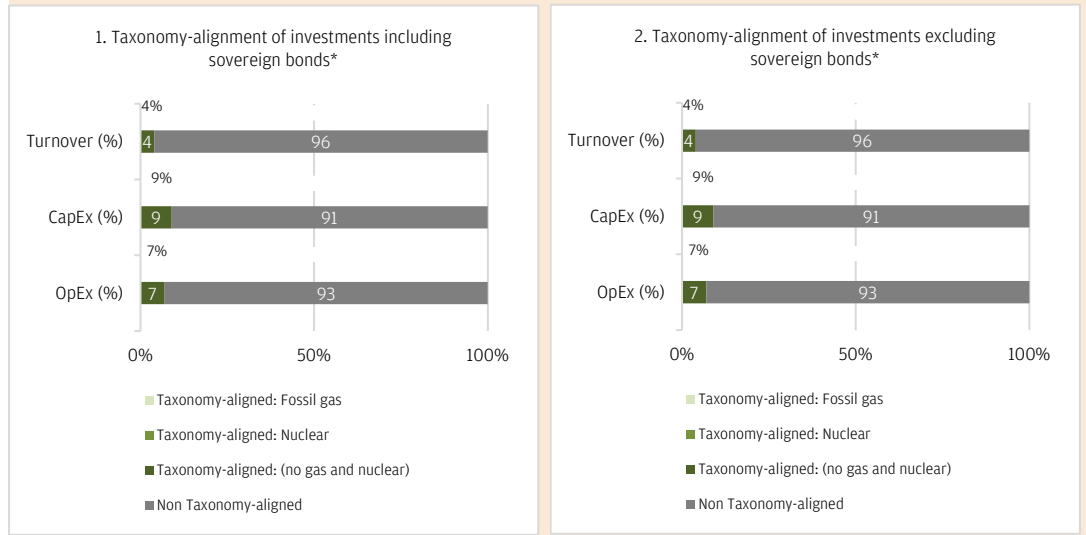 1. Taxonomy-alignment of investments including
sovereign bonds*
4%
Turnover (%) 4 96
9%
CapEx (%) 9 91
7%
OpEx (%) 7 93
0% 50% 100%
Taxonomy-aligned: Fossil gas
Taxonomy-aligned: Nuclear
Taxonomy-aligned: (no gas and nuclear)
Non Taxonomy-aligned
2. Taxonomy-alignment of investments excluding
sovereign bonds*
4%
Turnover (%) 4 96
9%
CapEx (%) 9 91
7%
OpEx (%) 7 93
0% 50% 100%
Taxonomy-aligned: Fossil gas
Taxonomy-aligned: Nuclear
Taxonomy-aligned: (no gas and nuclear)
Non Taxonomy-aligned